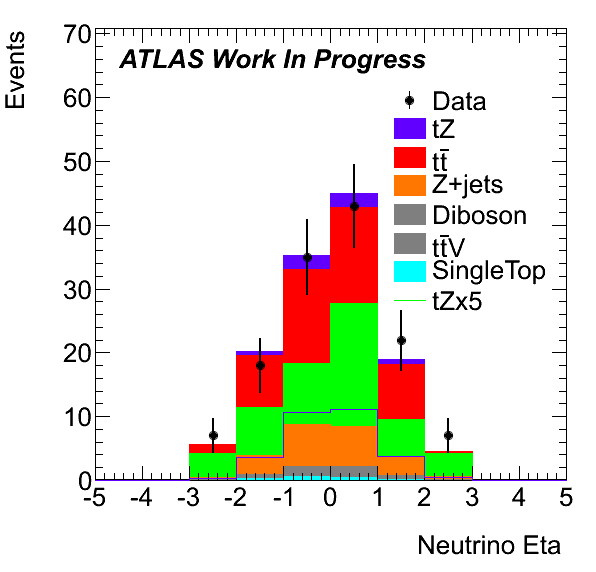 Events
70
60
50
40
30
20
10
0
ATLAS Work In Progress
Data
tZ
tt̄
Z+jets
Diboson
tt̄V
SingleTop
tZx5
-5 -4 -3 -2 -1 0 1 2 3 4 5
Neutrino Eta